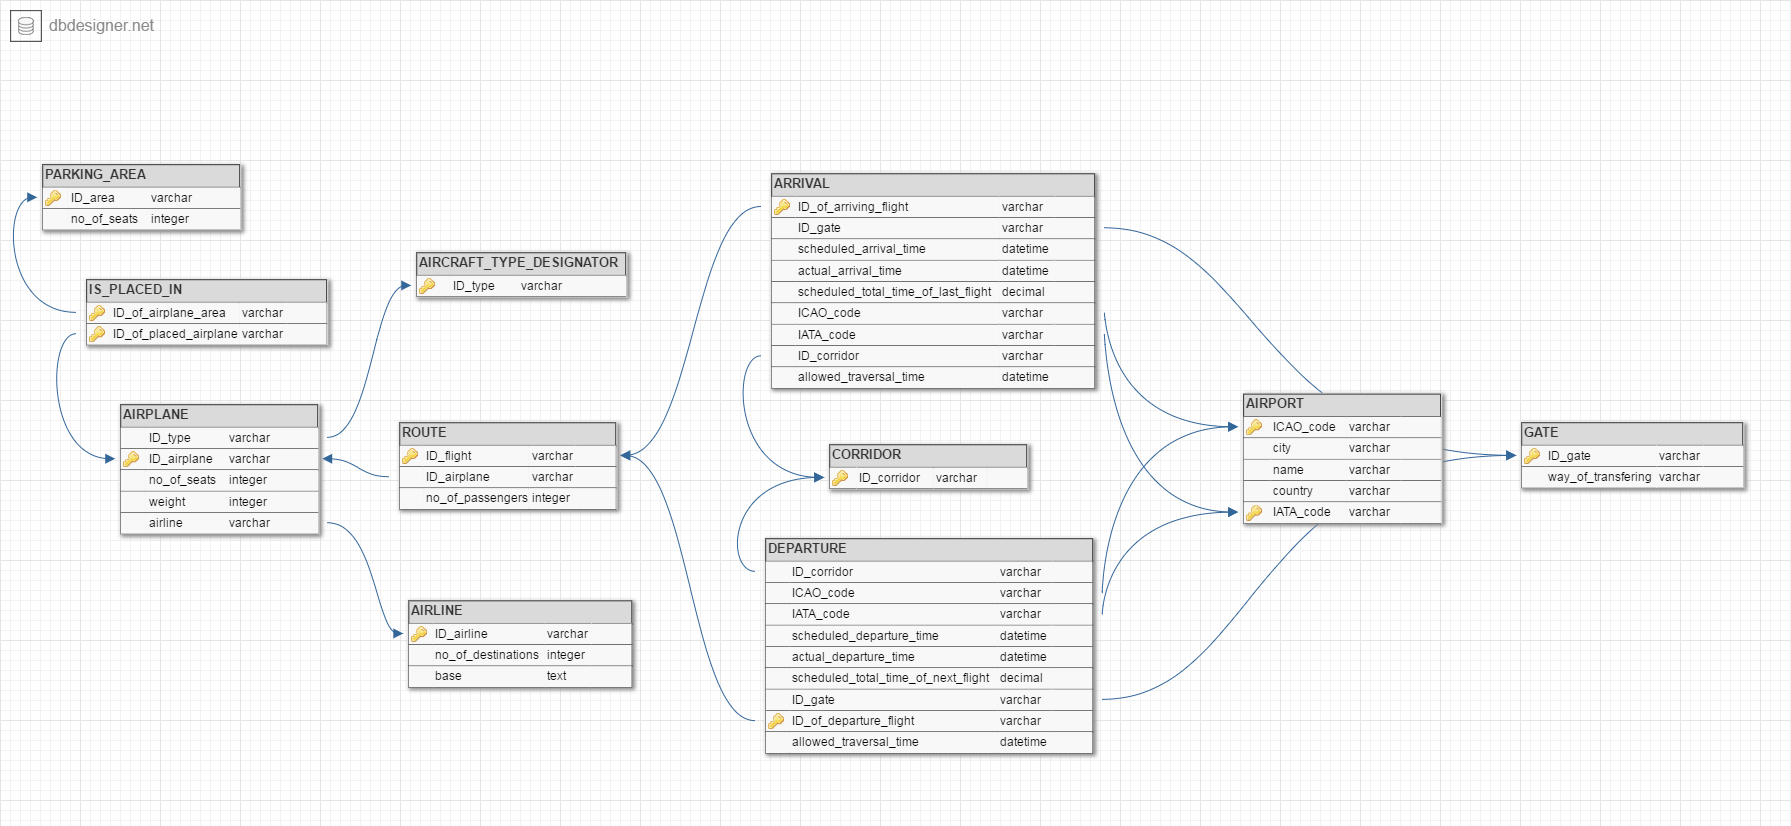 dbdesigner.net
PARKING_AREA
ID_area varchar
no_of_seats integer
IS_PLACED_IN
ID_of_airplane_area varchar
ID_of_placed_airplane varchar
AIRPLANE
ID_type varchar
ID_airplane varchar
no_of_seats integer
weight integer
airline varchar
AIRCRAFT_TYPE_DESIGNATOR
ID_type varchar
ROUTE
ID_flight varchar
ID_airplane varchar
no_of_passengers integer
AIRLINE
ID_airline varchar
no_of_destinations integer
base text
ARRIVAL
ID_of_arriving_flight varchar
ID_gate varchar
scheduled_arrival_time datetime
actual_arrival_time datetime
scheduled_total_time_of_last_flight decimal
ICAO_code varchar
IATA_code varchar
ID_corridor varchar
allowed_traversal_time datetime
CORRIDOR
ID_corridor varchar
DEPARTURE
ID_corridor varchar
ICAO_code varchar
IATA_code varchar
scheduled_departure_time datetime
actual_departure_time datetime
scheduled_total_time_of_next_flight decimal
ID_gate varchar
ID_of_departure_flight varchar
allowed_traversal_time datetime
AIRPORT
ICAO_code varchar
city varchar
name varchar
country varchar
IATA_code varchar
GATE
ID_gate varchar
way_of_transfering varchar